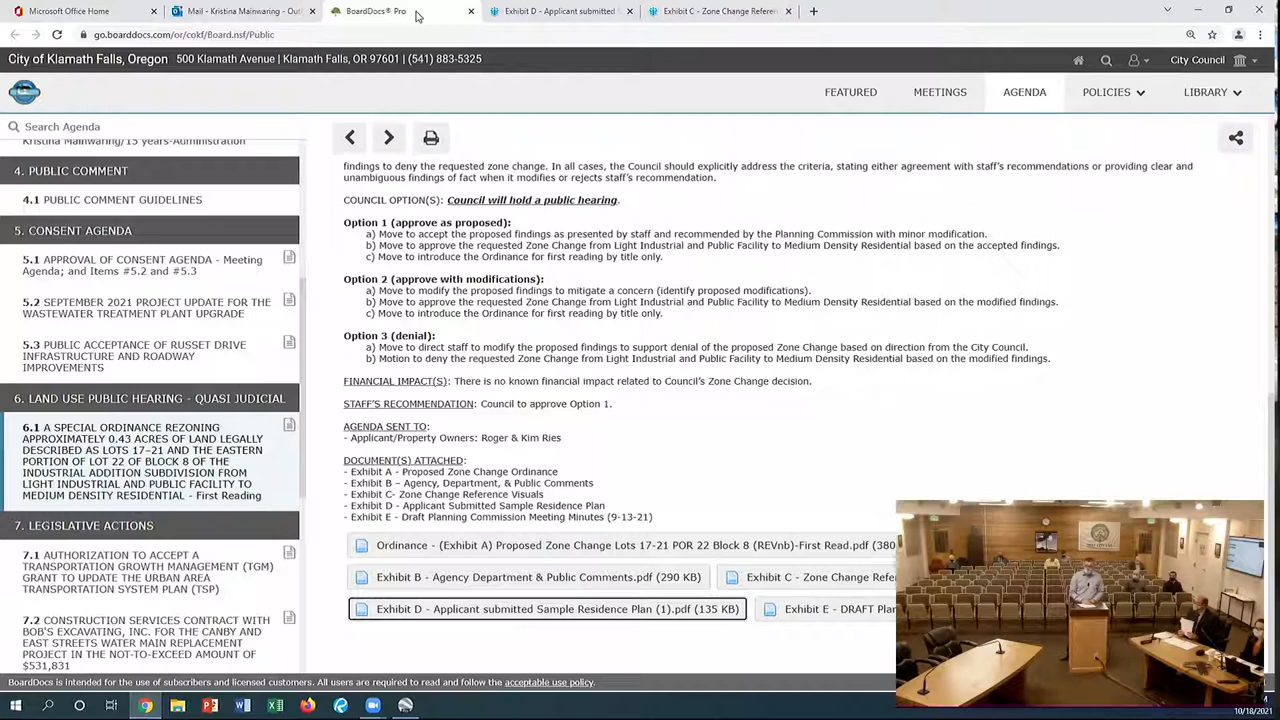 Microsoft Office Home
Mail - Kristina Mainwaring - Out
BoardDocs® Pro
Exhibit D - Applicant submitted
Exhibit C - Zone Change Referen
go.boarddocs.com/or/cokf/Board.nsf/Public
City of Klamath Falls, Oregon 500 Klamath Avenue | Klamath Falls, OR 97601 | (541) 883-5325
City Council
FEATURED
MEETINGS
AGENDA
POLICIES
LIBRARY
Search Agenda
Kristina Mainwaring/15 years-Administration
4. PUBLIC COMMENT
4.1 PUBLIC COMMENT GUIDELINES
5. CONSENT AGENDA
5.1 APPROVAL OF CONSENT AGENDA - Meeting
Agenda; and Items #5.2 and #5.3
5.2 SEPTEMBER 2021 PROJECT UPDATE FOR THE
WASTEWATER TREATMENT PLANT UPGRADE
5.3 PUBLIC ACCEPTANCE OF RUSSET DRIVE
INFRASTRUCTURE AND ROADWAY
IMPROVEMENTS
6. LAND USE PUBLIC HEARING - QUASI JUDICIAL
6.1 A SPECIAL ORDINANCE REZONING
APPROXIMATELY 0.43 ACRES OF LAND LEGALLY
DESCRIBED AS LOTS 17-21 AND THE EASTERN
PORTION OF LOT 22 OF BLOCK 8 OF THE
INDUSTRIAL ADDITION SUBDIVISION FROM
LIGHT INDUSTRIAL AND PUBLIC FACILITY TO
MEDIUM DENSITY RESIDENTIAL - First Reading
7. LEGISLATIVE ACTIONS
7.1 AUTHORIZATION TO ACCEPT A
TRANSPORTATION GROWTH MANAGEMENT (TGM)
GRANT TO UPDATE THE URBAN AREA
TRANSPORTATION SYSTEM PLAN (TSP)
7.2 CONSTRUCTION SERVICES CONTRACT WITH
BOB'S EXCAVATING, INC. FOR THE CANBY AND
EAST STREETS WATER MAIN REPLACEMENT
PROJECT IN THE NOT-TO-EXCEED AMOUNT OF
$531,831
findings to deny the requested zone change. In all cases, the Council should explicitly address the criteria, stating either agreement with staff's recommendations or providing clear and
unambiguous findings of fact when it modifies or rejects staff's recommendation.
COUNCIL OPTION(S): Council will hold a public hearing.
Option 1 (approve as proposed):
a) Move to accept the proposed findings as presented by staff and recommended by the Planning Commission with minor modification.
b) Move to approve the requested Zone Change from Light Industrial and Public Facility to Medium Density Residential based on the accepted findings.
c) Move to introduce the Ordinance for first reading by title only.
Option 2 (approve with modifications):
a) Move to modify the proposed findings to mitigate a concern (identify proposed modifications).
b) Move to approve the requested Zone Change from Light Industrial and Public Facility to Medium Density Residential based on the modified findings.
c) Move to introduce the Ordinance for first reading by title only.
Option 3 (denial):
a) Move to direct staff to modify the proposed findings to support denial of the proposed Zone Change based on direction from the City Council.
b) Motion to deny the requested Zone Change from Light Industrial and Public Facility to Medium Density Residential based on the modified findings.
FINANCIAL IMPACT(S): There is no known financial impact related to Council's Zone Change decision.
STAFF'S RECOMMENDATION: Council to approve Option 1.
AGENDA SENT TO:
- Applicant/Property Owners: Roger & Kim Ries
DOCUMENT(S) ATTACHED:
- Exhibit A - Proposed Zone Change Ordinance
- Exhibit B – Agency, Department, & Public Comments
- Exhibit C- Zone Change Reference Visuals
- Exhibit D - Applicant Submitted Sample Residence Plan
- Exhibit E - Draft Planning Commission Meeting Minutes (9-13-21)
Ordinance - (Exhibit A) Proposed Zone Change Lots 17-21 POR 22 Block 8 (REVnb)-First Read.pdf (380
Exhibit B - Agency Department & Public Comments.pdf (290 KB)
Exhibit C - Zone Change Refe
Exhibit D - Applicant submitted Sample Residence Plan (1).pdf (135 KB)
Exhibit E - DRAFT Plan
BoardDocs is intended for the use of subscribers and licensed customers. All users are required to read and follow the acceptable use policy.
10/18/2021